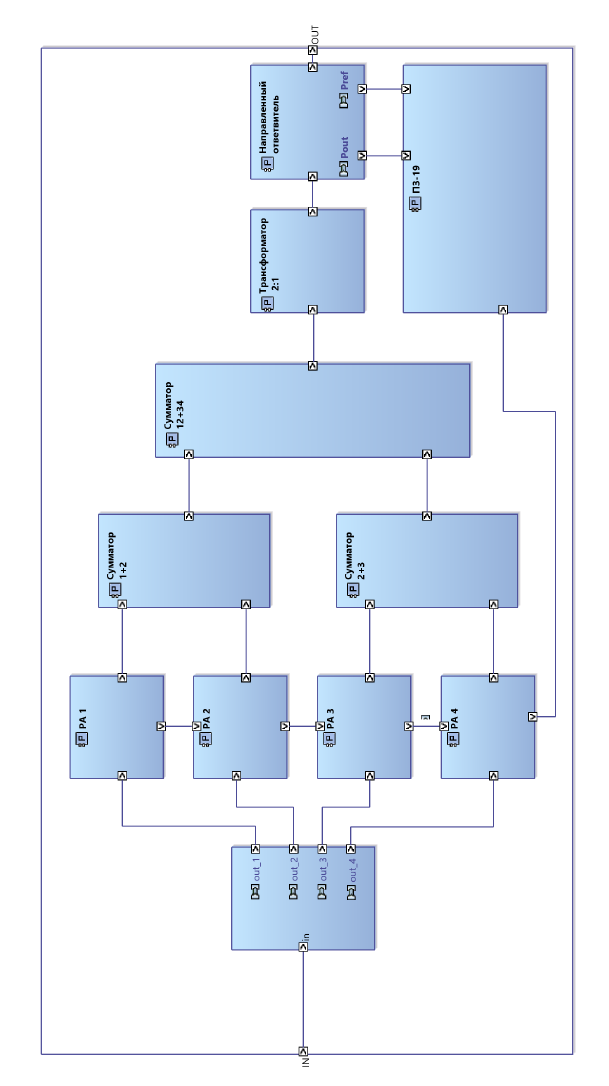 OUT
Направленный
ответвитель
Pref
Pout
П3-19
Трансформатор
2:1
Сумматор
12+34
Сумматор
1+2
Сумматор
2+3
PA 1
PA 2
PA 3
PA 4
out_1
out_2
out_3
out_4
in
IN